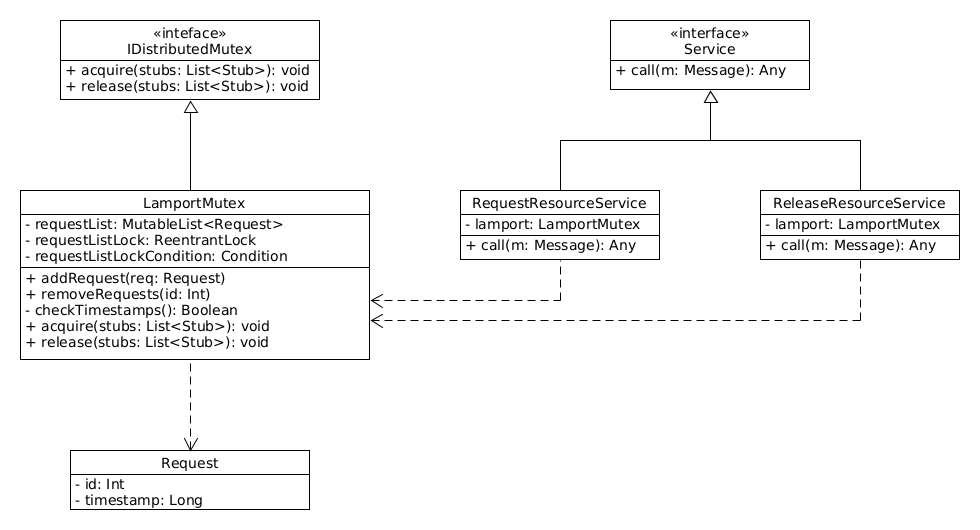 «inteface»
IDistributedMutex
+ acquire(stubs: List<Stub>): void
+ release(stubs: List<Stub>): void
«interface»
Service
+ call(m: Message): Any
LamportMutex
- requestList: MutableList<Request>
- requestListLock: ReentrantLock
- requestListLockCondition: Condition
+ addRequest(req: Request)
+ removeRequests(id: Int)
- checkTimestamps(): Boolean
+ acquire(stubs: List<Stub>): void
+ release(stubs: List<Stub>): void
RequestResourceService
- lamport: LamportMutex
+ call(m: Message): Any
ReleaseResourceService
- lamport: LamportMutex
+ call(m: Message): Any
Request
- id: Int
- timestamp: Long